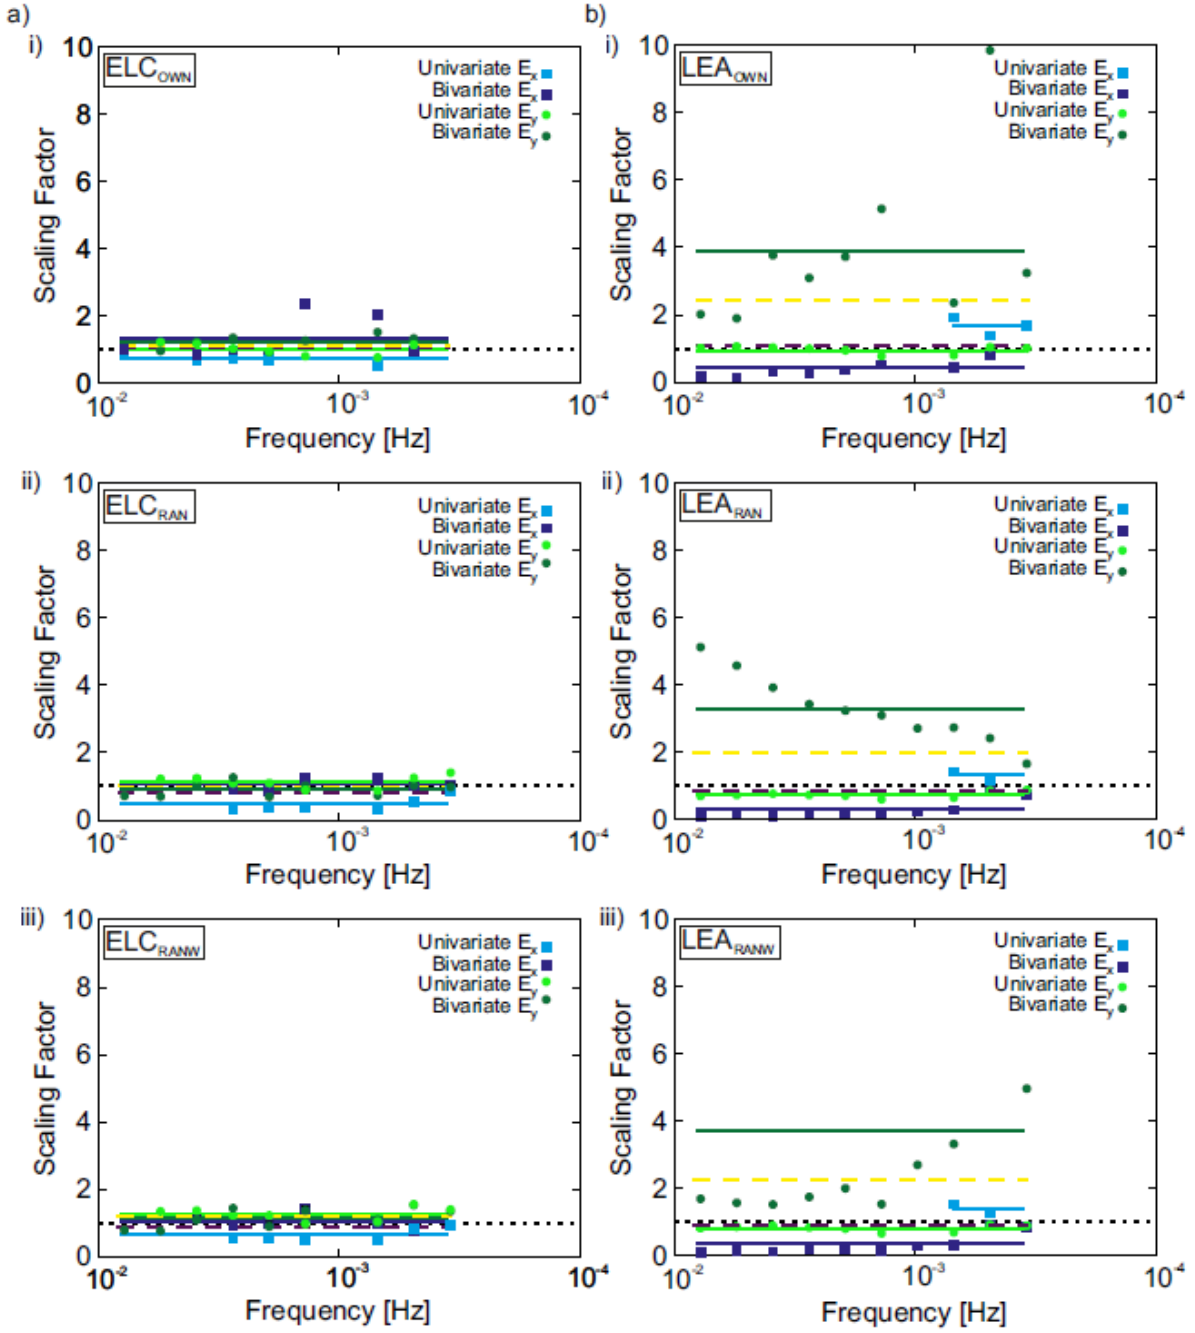 a)
i)
ELC_OWN
Univariate E_x
Bivariate E_x
Univariate E_y
Bivariate E_y
10
8
6
4
2
0
Scaling Factor
10^-2
10^-3
10^-4
Frequency [Hz]
b)
i)
LEA_OWN
Univariate E_x
Bivariate E_x
Univariate E_y
Bivariate E_y
10
8
6
4
2
0
Scaling Factor
10^-2
10^-3
10^-4
Frequency [Hz]
ii)
ELC_RAN
Univariate E_x
Bivariate E_x
Univariate E_y
Bivariate E_y
10
8
6
4
2
0
Scaling Factor
10^-2
10^-3
10^-4
Frequency [Hz]
ii)
LEA_RAN
Univariate E_x
Bivariate E_x
Univariate E_y
Bivariate E_y
10
8
6
4
2
0
Scaling Factor
10^-2
10^-3
10^-4
Frequency [Hz]
iii)
ELC_RANW
Univariate E_x
Bivariate E_x
Univariate E_y
Bivariate E_y
10
8
6
4
2
0
Scaling Factor
10^-2
10^-3
10^-4
Frequency [Hz]
iii)
LEA_RANW
Univariate E_x
Bivariate E_x
Univariate E_y
Bivariate E_y
10
8
6
4
2
0
Scaling Factor
10^-2
10^-3
10^-4
Frequency [Hz]